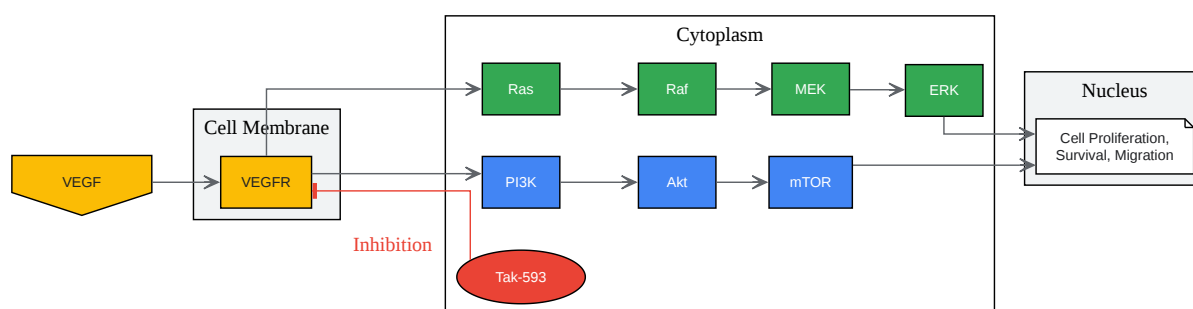 Cytoplasm
Ras
Raf
MEK
ERK
Nucleus
Cell Proliferation,
Survival, Migration
Cell Membrane
VEGF
VEGFR
PI3K
Akt
mTOR
Inhibition
Tak-593